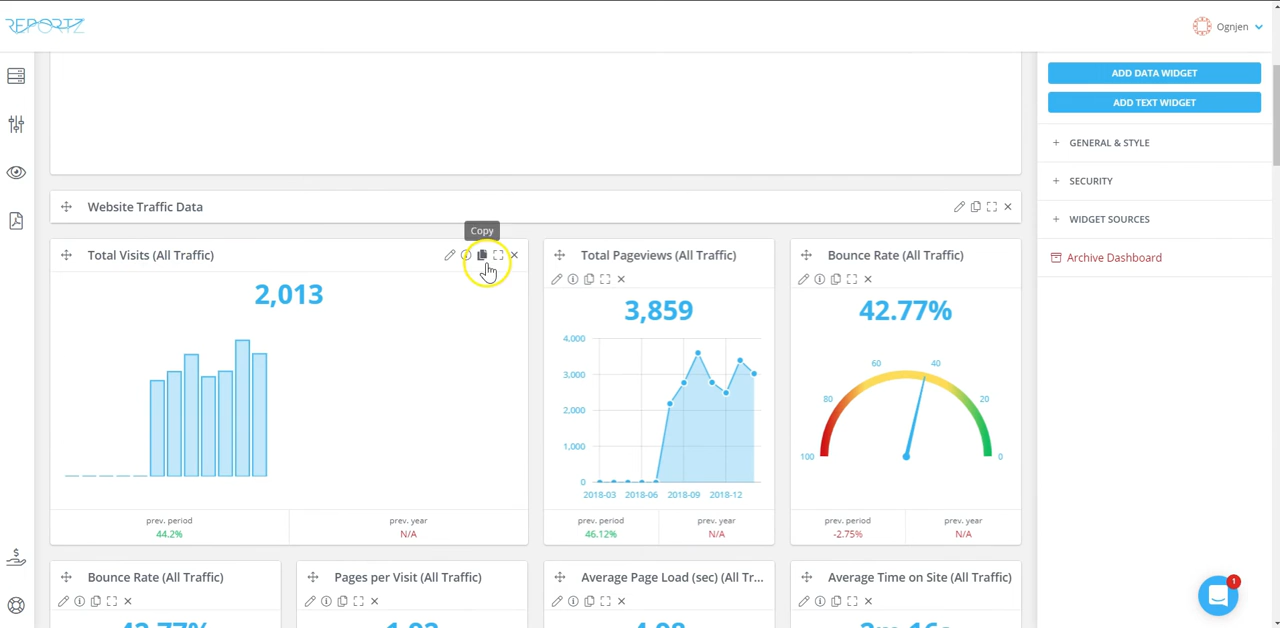 REPORTZ
Ognjen
ADD DATA WIDGET
ADD TEXT WIDGET
+ GENERAL & STYLE
+ SECURITY
+ WIDGET SOURCES
Archive Dashboard
Website Traffic Data
Copy
Total Visits (All Traffic)
2,013
prev. period
44.2%
prev. year
N/A
Total Pageviews (All Traffic)
3,859
4,000
3,000
2,000
1,000
0
2018-03 2018-06 2018-09 2018-12
prev. period
46.12%
prev. year
N/A
Bounce Rate (All Traffic)
42.77%
60 40
80 20
100 0
prev. period
-2.75%
prev. year
N/A
Bounce Rate (All Traffic)
Pages per Visit (All Traffic)
Average Page Load (sec) (All Tr...
Average Time on Site (All Traffic)
1